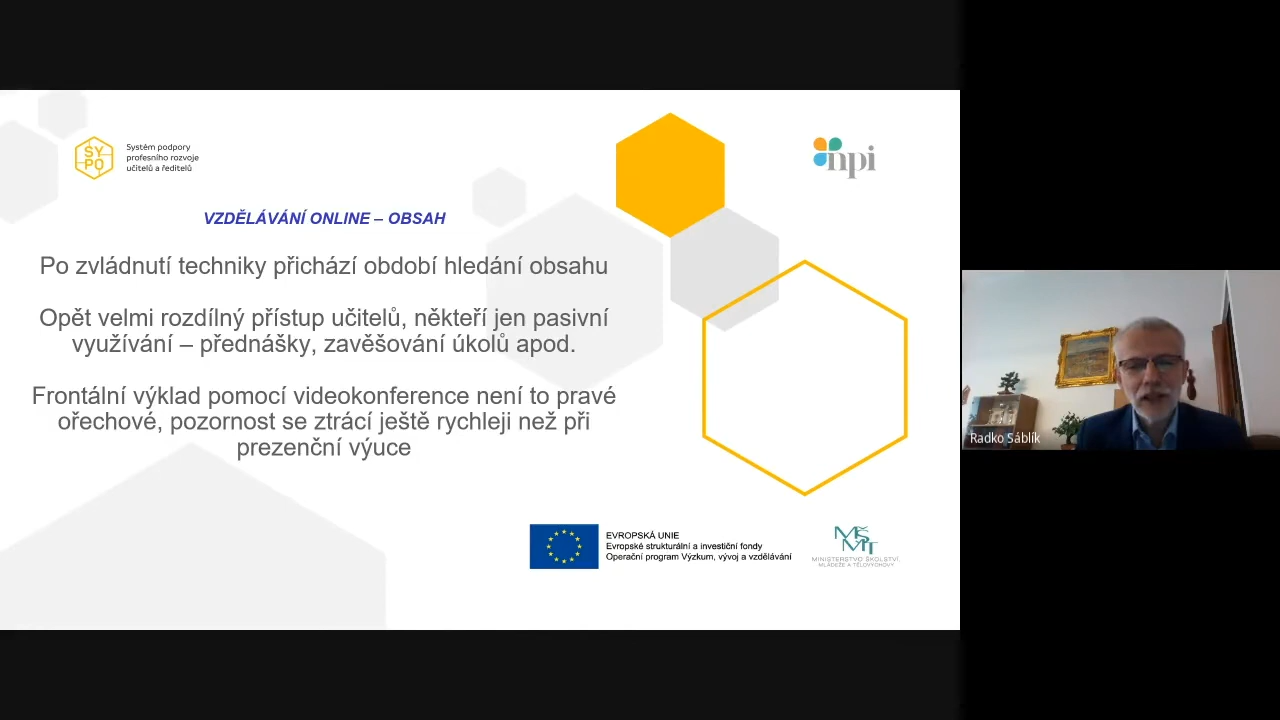 SY
PO
Systém podpory
profesního rozvoje
učitelů a ředitelů
npi
VZDĚLÁVÁNÍ ONLINE – OBSAH
Po zvládnutí techniky přichází období hledání obsahu
Opět velmi rozdílný přístup učitelů, někteří jen pasivní
využívání – přednášky, zavěšování úkolů apod.
Frontální výklad pomocí videokonference není to pravé
ořechové, pozornost se ztrácí ještě rychleji než při
prezenční výuce
EVROPSKÁ UNIE
Evropské strukturální a investiční fondy
Operační program Výzkum, vývoj a vzdělávání
MŠ
MT
MINISTERSTVO ŠKOLSTVÍ,
MLÁDEŽE A TĚLOVÝCHOVY
Radko Sáblík